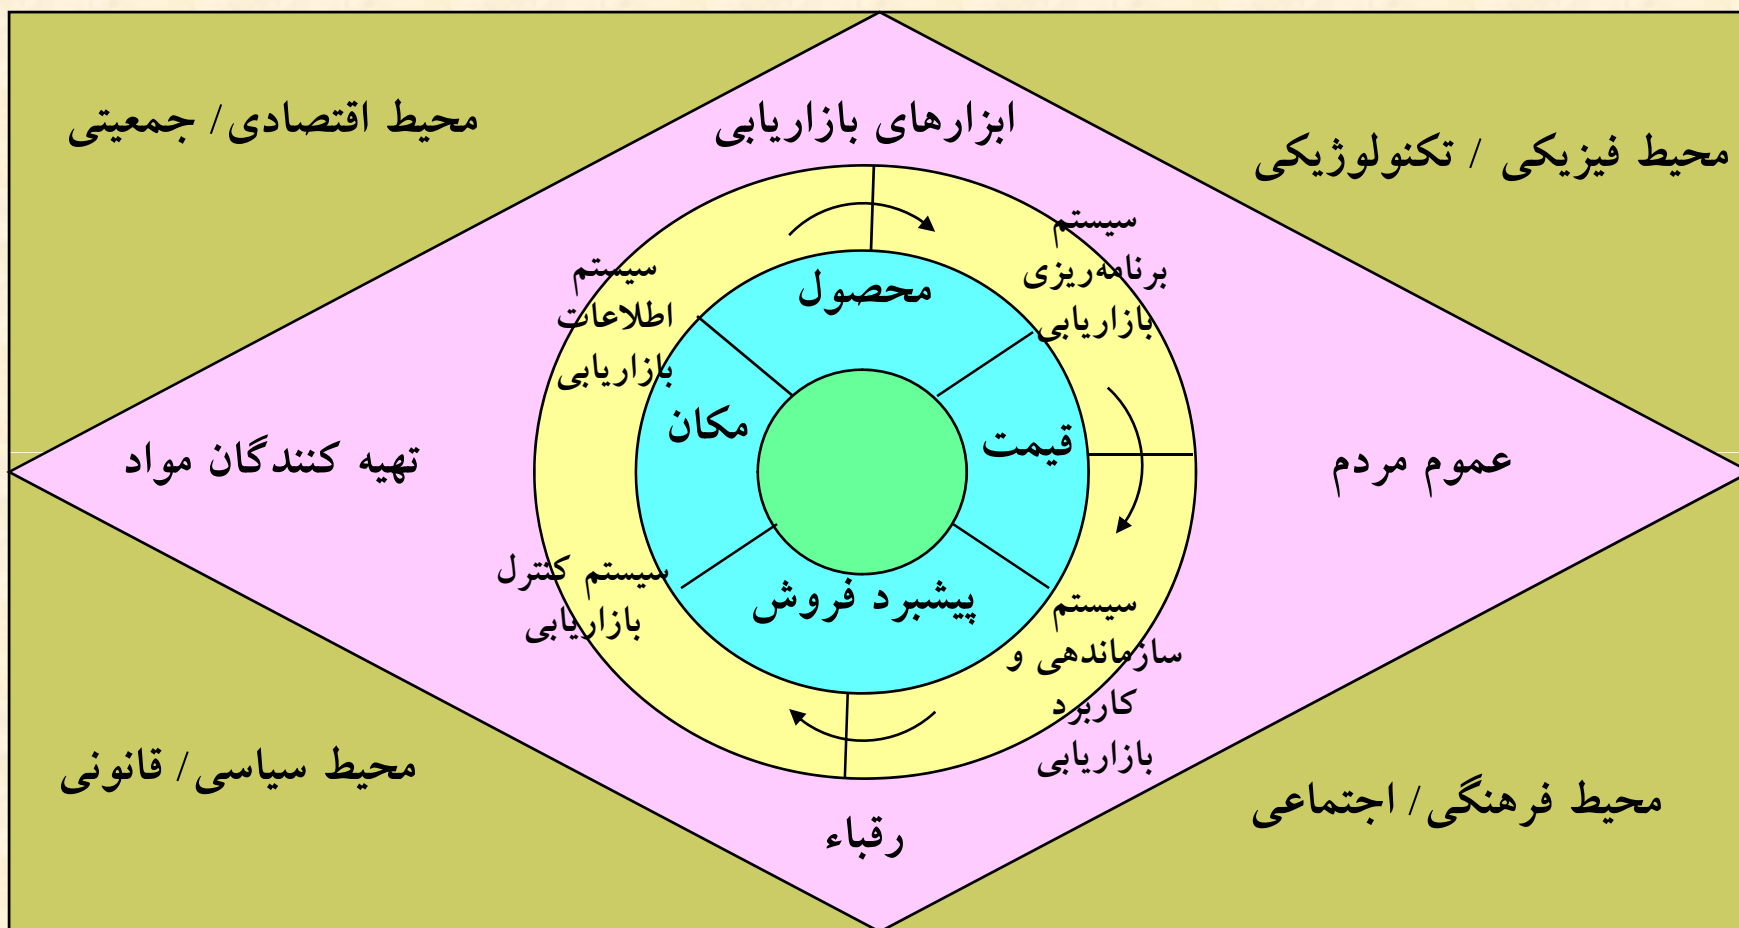 ابزارهای بازاریابی
محیط فیزیکی / تکنولوژیکی
محیط اقتصادی/ جمعیتی
سیستم
برنامه‌ریزی
بازاریابی
سیستم
اطلاعات
بازاریابی
محصول
قیمت
مکان
عموم مردم
تهیه کنندگان مواد
پیشبرد فروش
سیستم
سازماندهی و
کاربرد
بازاریابی
سیستم کنترل
بازاریابی
رقباء
محیط فرهنگی/ اجتماعی
محیط سیاسی/ قانونی